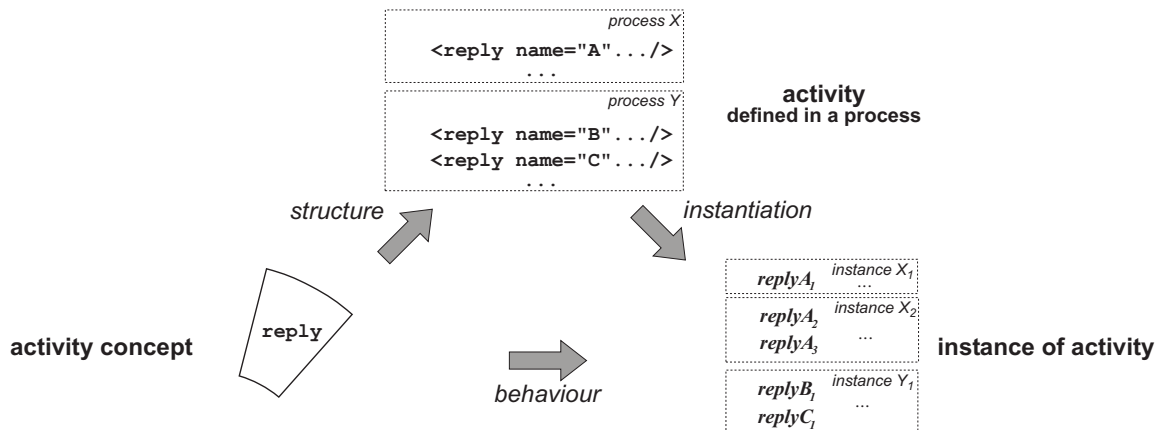 process X
<reply name="A".../>
...
process Y
<reply name="B".../>
<reply name="C".../>
...
activity
defined in a process
structure
instantiation
reply
activity concept
behaviour
replyA1 instance X1
...
replyA2 instance X2
replyA3 ...
replyB1 instance Y1
replyC1 ...
instance of activity